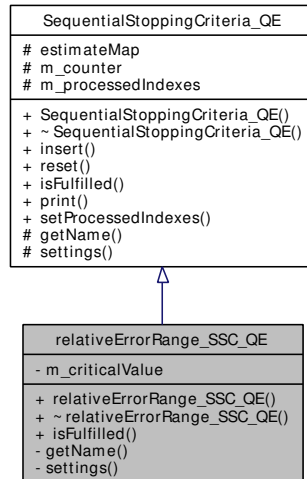 SequentialStoppingCriteria_QE
# estimateMap
# m_counter
# m_processedIndexes
+ SequentialStoppingCriteria_QE()
+ ~ SequentialStoppingCriteria_QE()
+ insert()
+ reset()
+ isFulfilled()
+ print()
+ setProcessedIndexes()
# getName()
# settings()
relativeErrorRange_SSC_QE
- m_criticalValue
+ relativeErrorRange_SSC_QE()
+ ~ relativeErrorRange_SSC_QE()
+ isFulfilled()
- getName()
- settings()